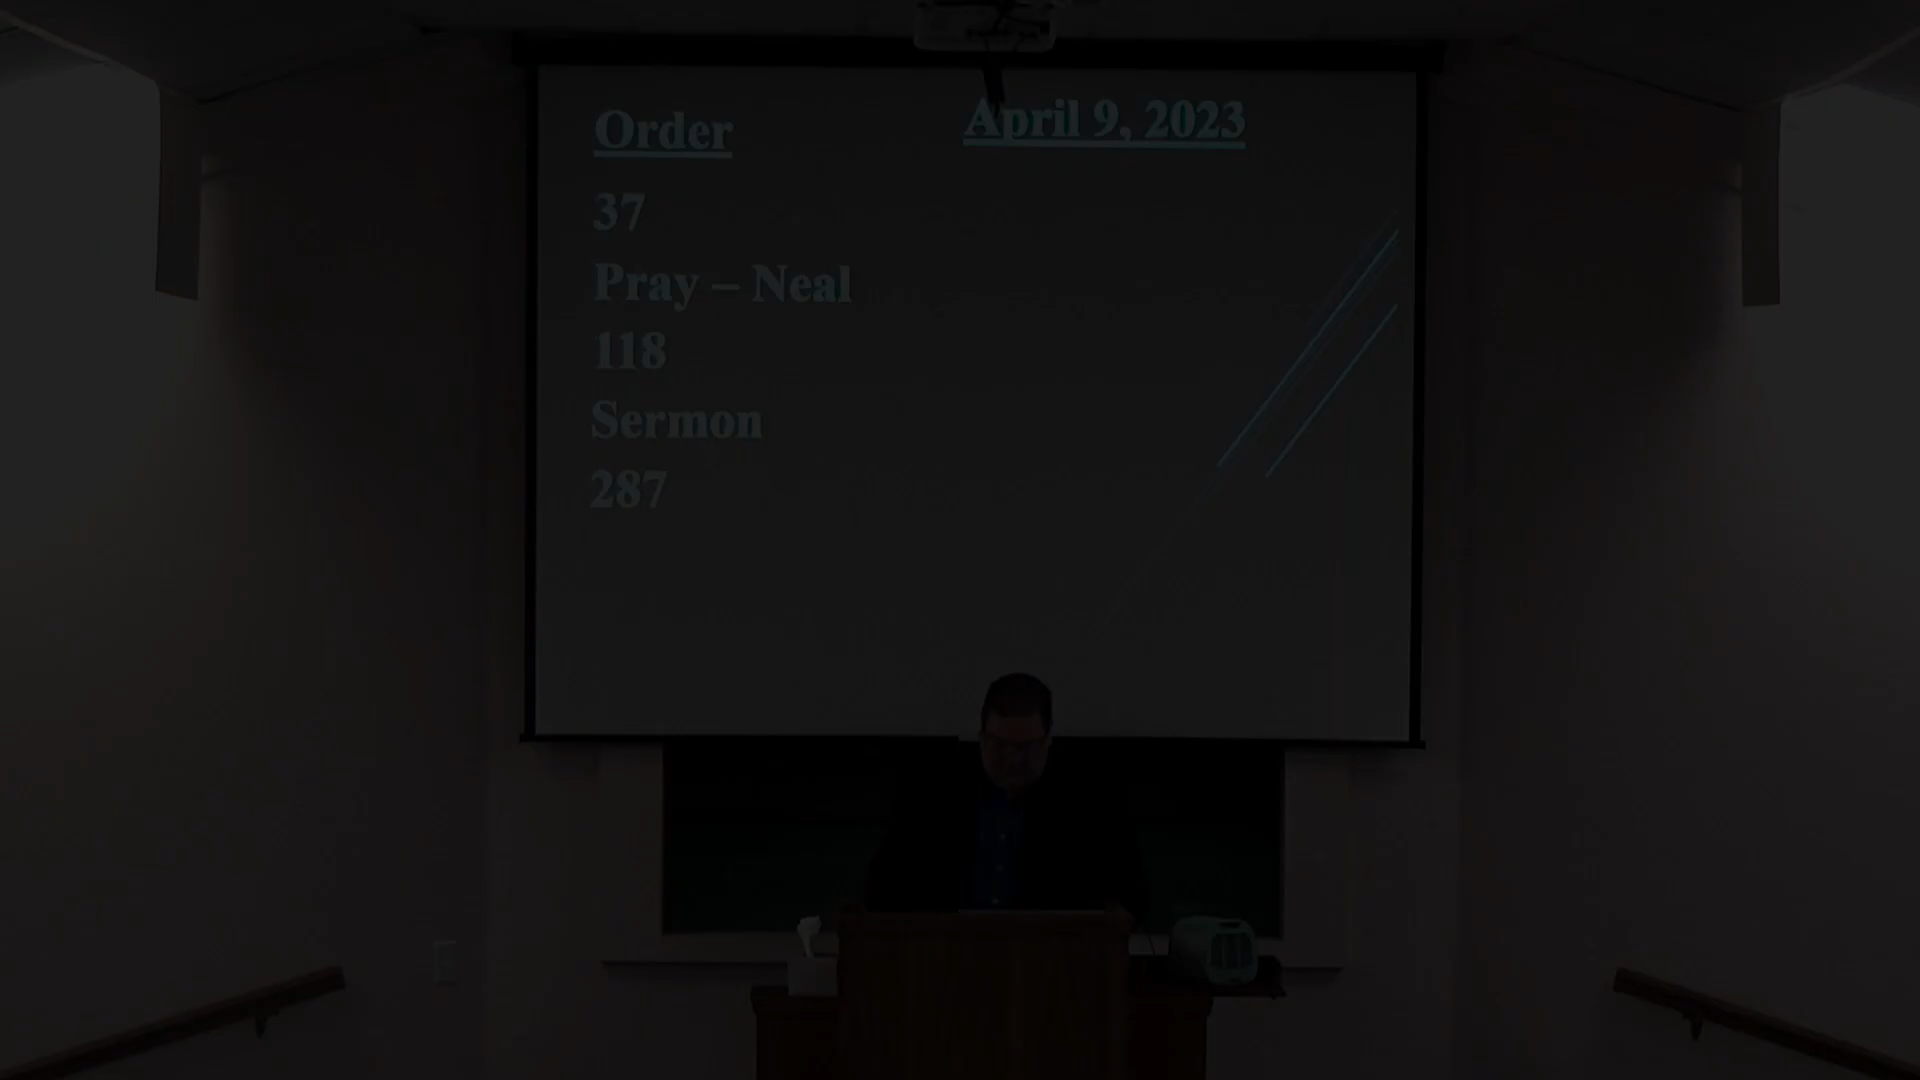 Order
April 9, 2023
37
Pray – Neal
118
Sermon
287